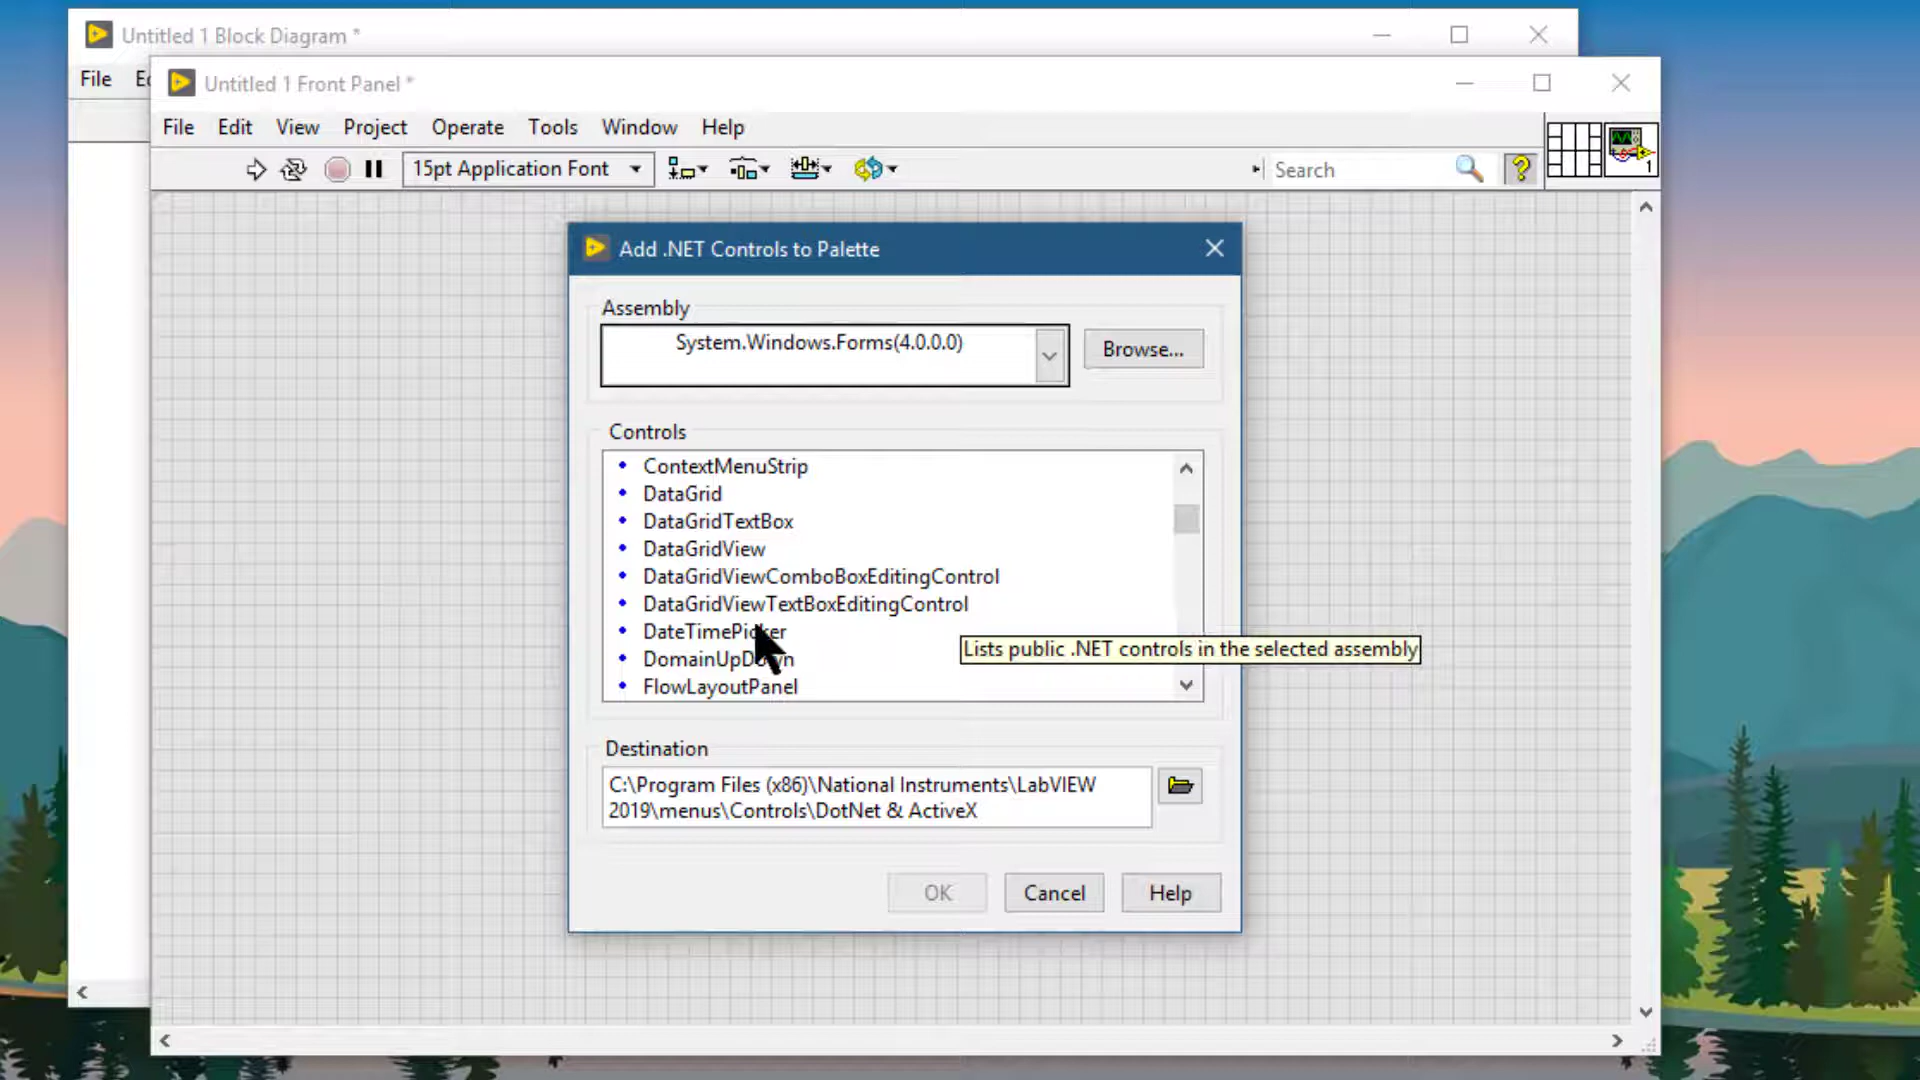 Untitled 1 Block Diagram *
File
Untitled 1 Front Panel *
File Edit View Project Operate Tools Window Help
15pt Application Font
Search
?
1
Add .NET Controls to Palette
Assembly
System.Windows.Forms(4.0.0.0)
Browse...
Controls
ContextMenuStrip
DataGrid
DataGridTextBox
DataGridView
DataGridViewComboBoxEditingControl
DataGridViewTextBoxEditingControl
DateTimePicker
Lists public .NET controls in the selected assembly
DomainUpDown
FlowLayoutPanel
Destination
C:\Program Files (x86)\National Instruments\LabVIEW
2019\menus\Controls\DotNet & ActiveX
OK Cancel Help